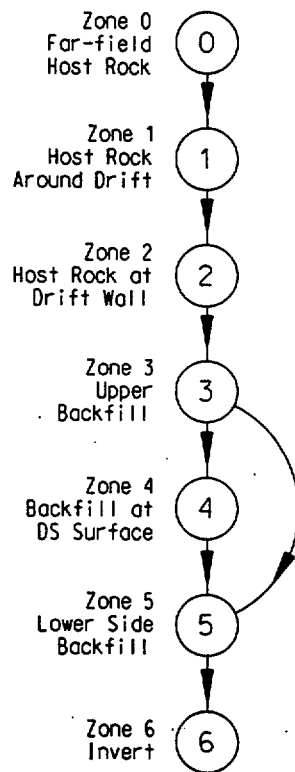 Zone 0
Far-field
Host Rock
0
Zone 1
Host Rock
Around Drift
1
Zone 2
Host Rock at
Drift Wall
2
Zone 3
Upper
Backfill
3
Zone 4
Backfill at
DS Surface
4
Zone 5
Lower Side
Backfill
5
Zone 6
Invert
6